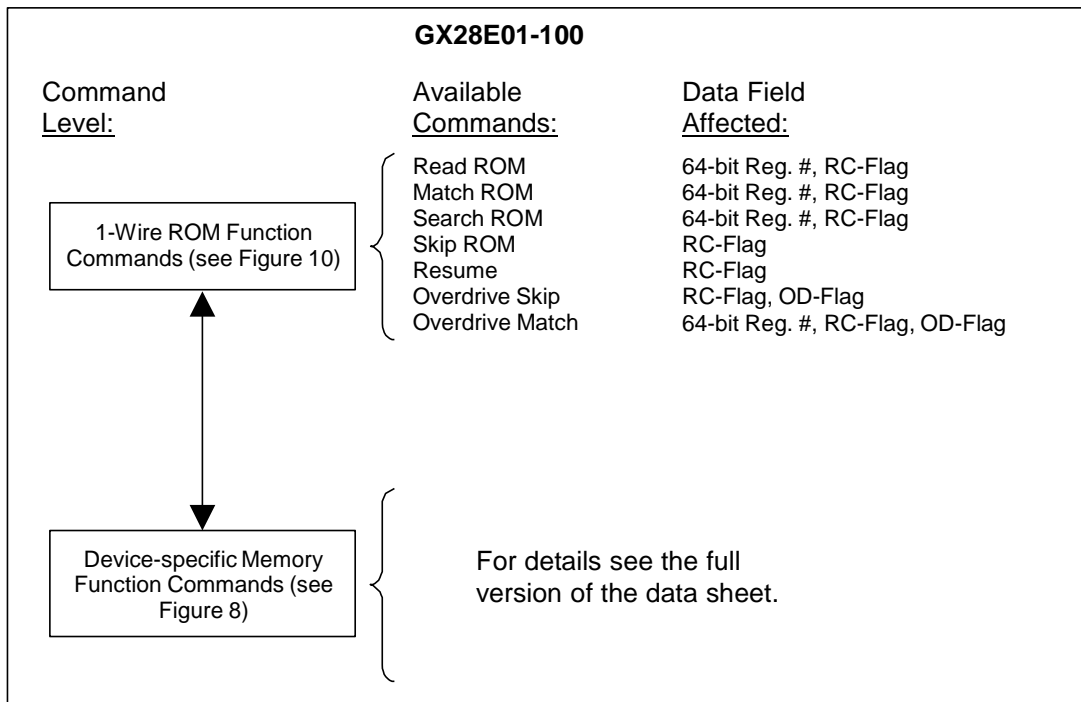 GX28E01-100
Command
Level:
Available
Commands:
Data Field
Affected:
1-Wire ROM Function
Commands (see Figure 10)
Read ROM 64-bit Reg. #, RC-Flag
Match ROM 64-bit Reg. #, RC-Flag
Search ROM 64-bit Reg. #, RC-Flag
Skip ROM RC-Flag
Resume RC-Flag
Overdrive Skip RC-Flag, OD-Flag
Overdrive Match 64-bit Reg. #, RC-Flag, OD-Flag
Device-specific Memory
Function Commands (see
Figure 8)
For details see the full
version of the data sheet.